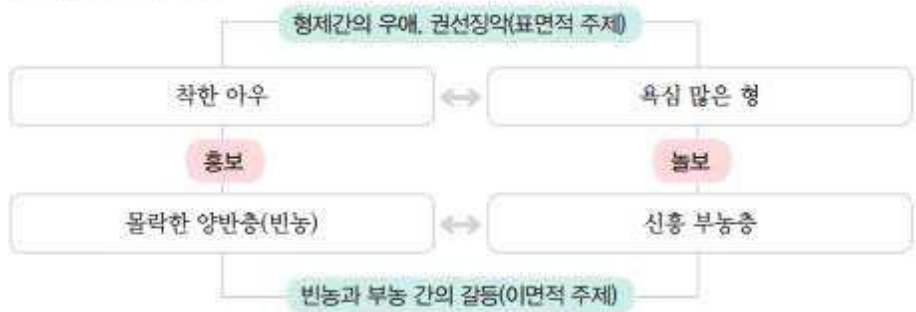 형제간의 우애, 권선징악(표면적 주제)
착한 아우 ↔ 욕심 많은 형
흥보 놀보
몰락한 양반층(빈농) ↔ 신흥 부농층
빈농과 부농 간의 갈등(이면적 주제)